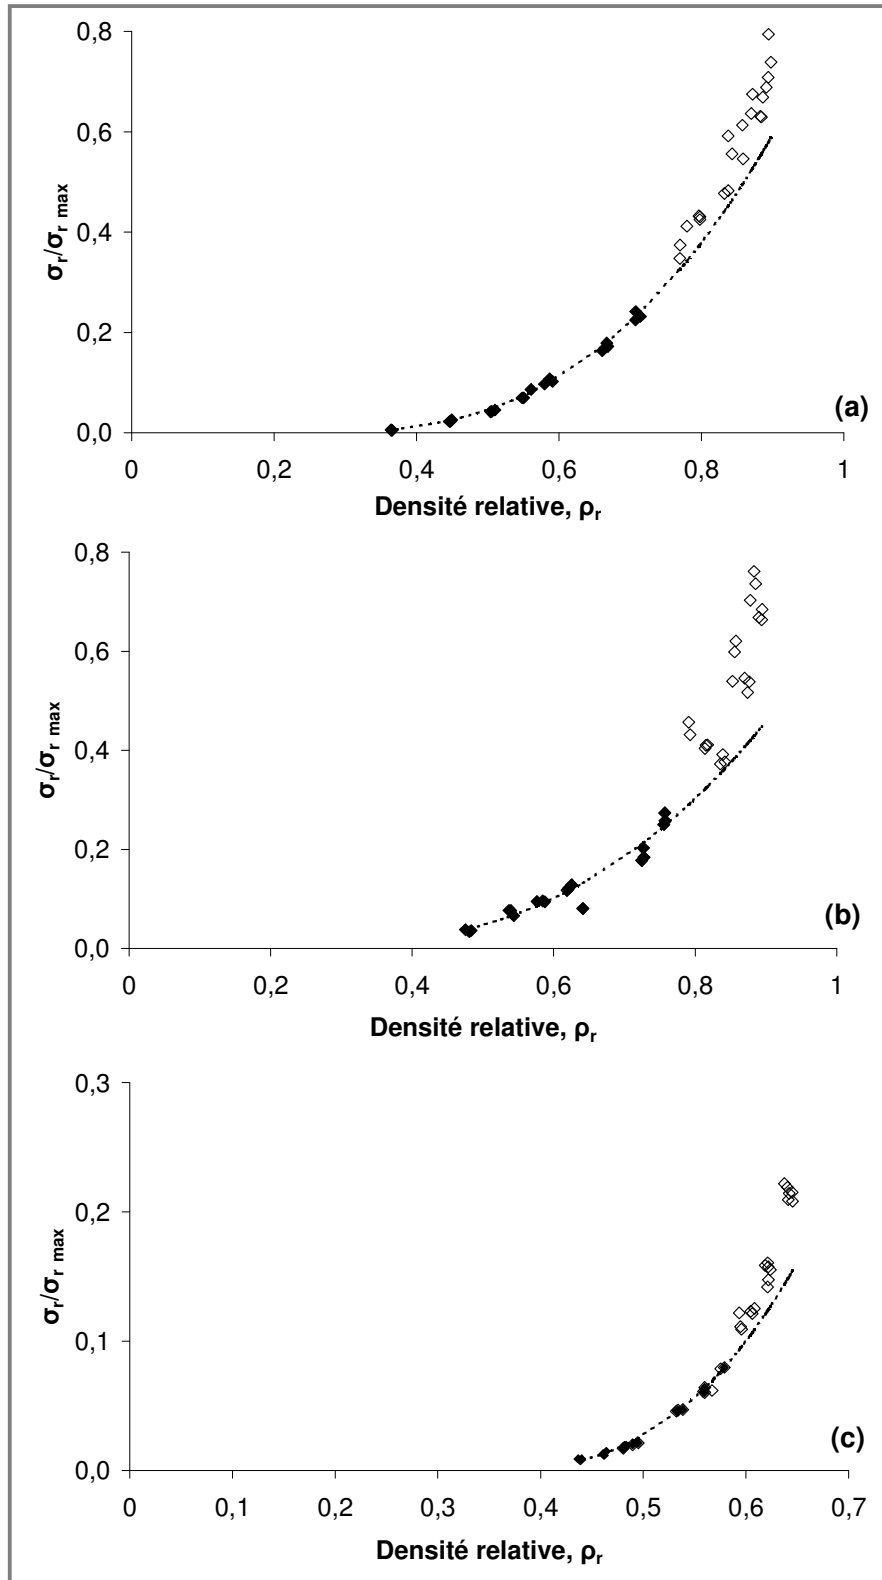 0,8
0,6
0,4
0,2
0,0
σr/σr max
0 0,2 0,4 0,6 0,8 1
Densité relative, ρr
(a)
0,8
0,6
0,4
0,2
0,0
σr/σr max
0 0,2 0,4 0,6 0,8 1
Densité relative, ρr
(b)
0,3
0,2
0,1
0,0
σr/σr max
0 0,1 0,2 0,3 0,4 0,5 0,6 0,7
Densité relative, ρr
(c)